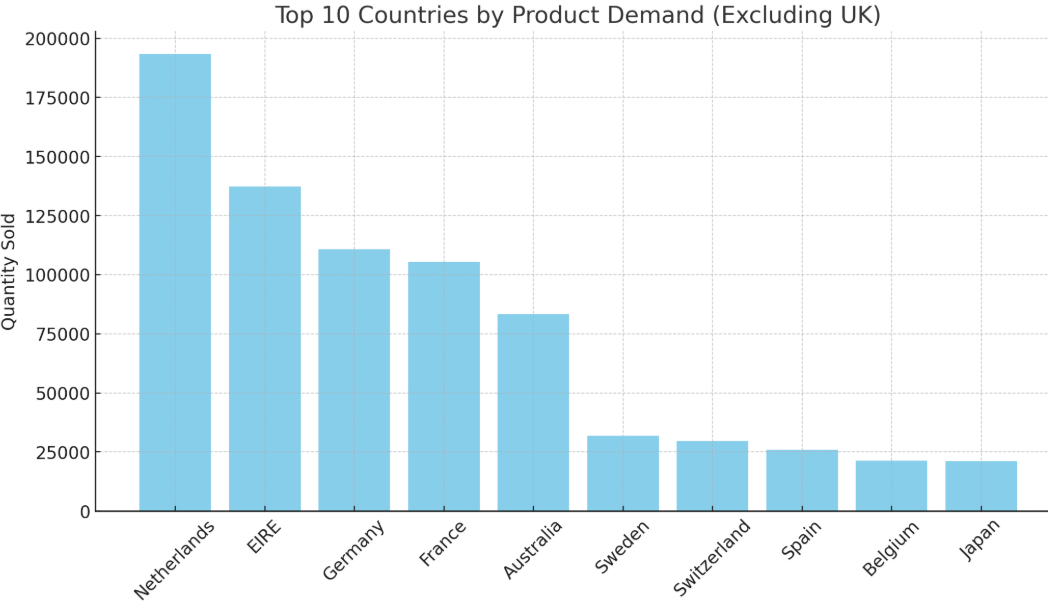 Top 10 Countries by Product Demand (Excluding UK)
Quantity Sold
200000
175000
150000
125000
100000
75000
50000
25000
0
Netherlands
EIRE
Germany
France
Australia
Sweden
Switzerland
Spain
Belgium
Japan